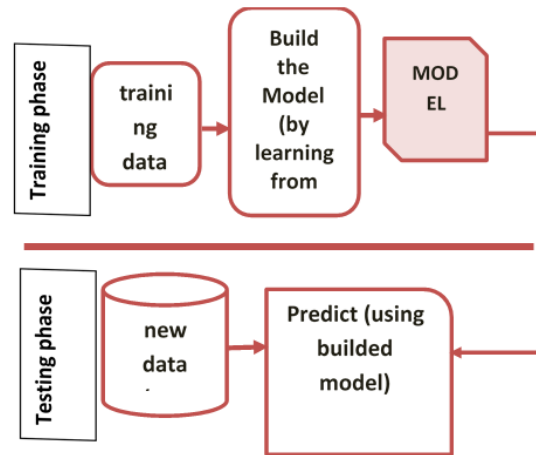 Training phase
traini
ng
data
Build
the
Model
(by
learning
from
MOD
EL
Testing phase
new
data
.
Predict (using
builded
model)